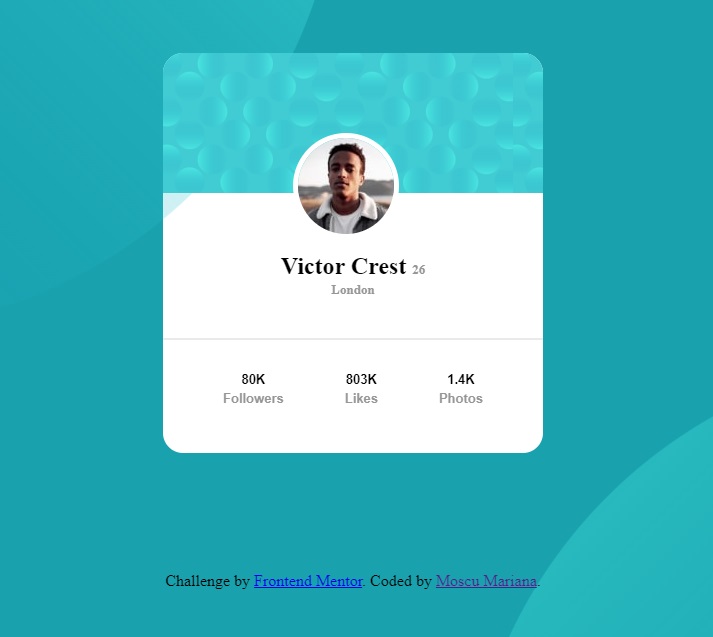 Victor Crest 26
London
80K 803K 1.4K
Followers Likes Photos
Challenge by Frontend Mentor. Coded by Moscu Mariana.